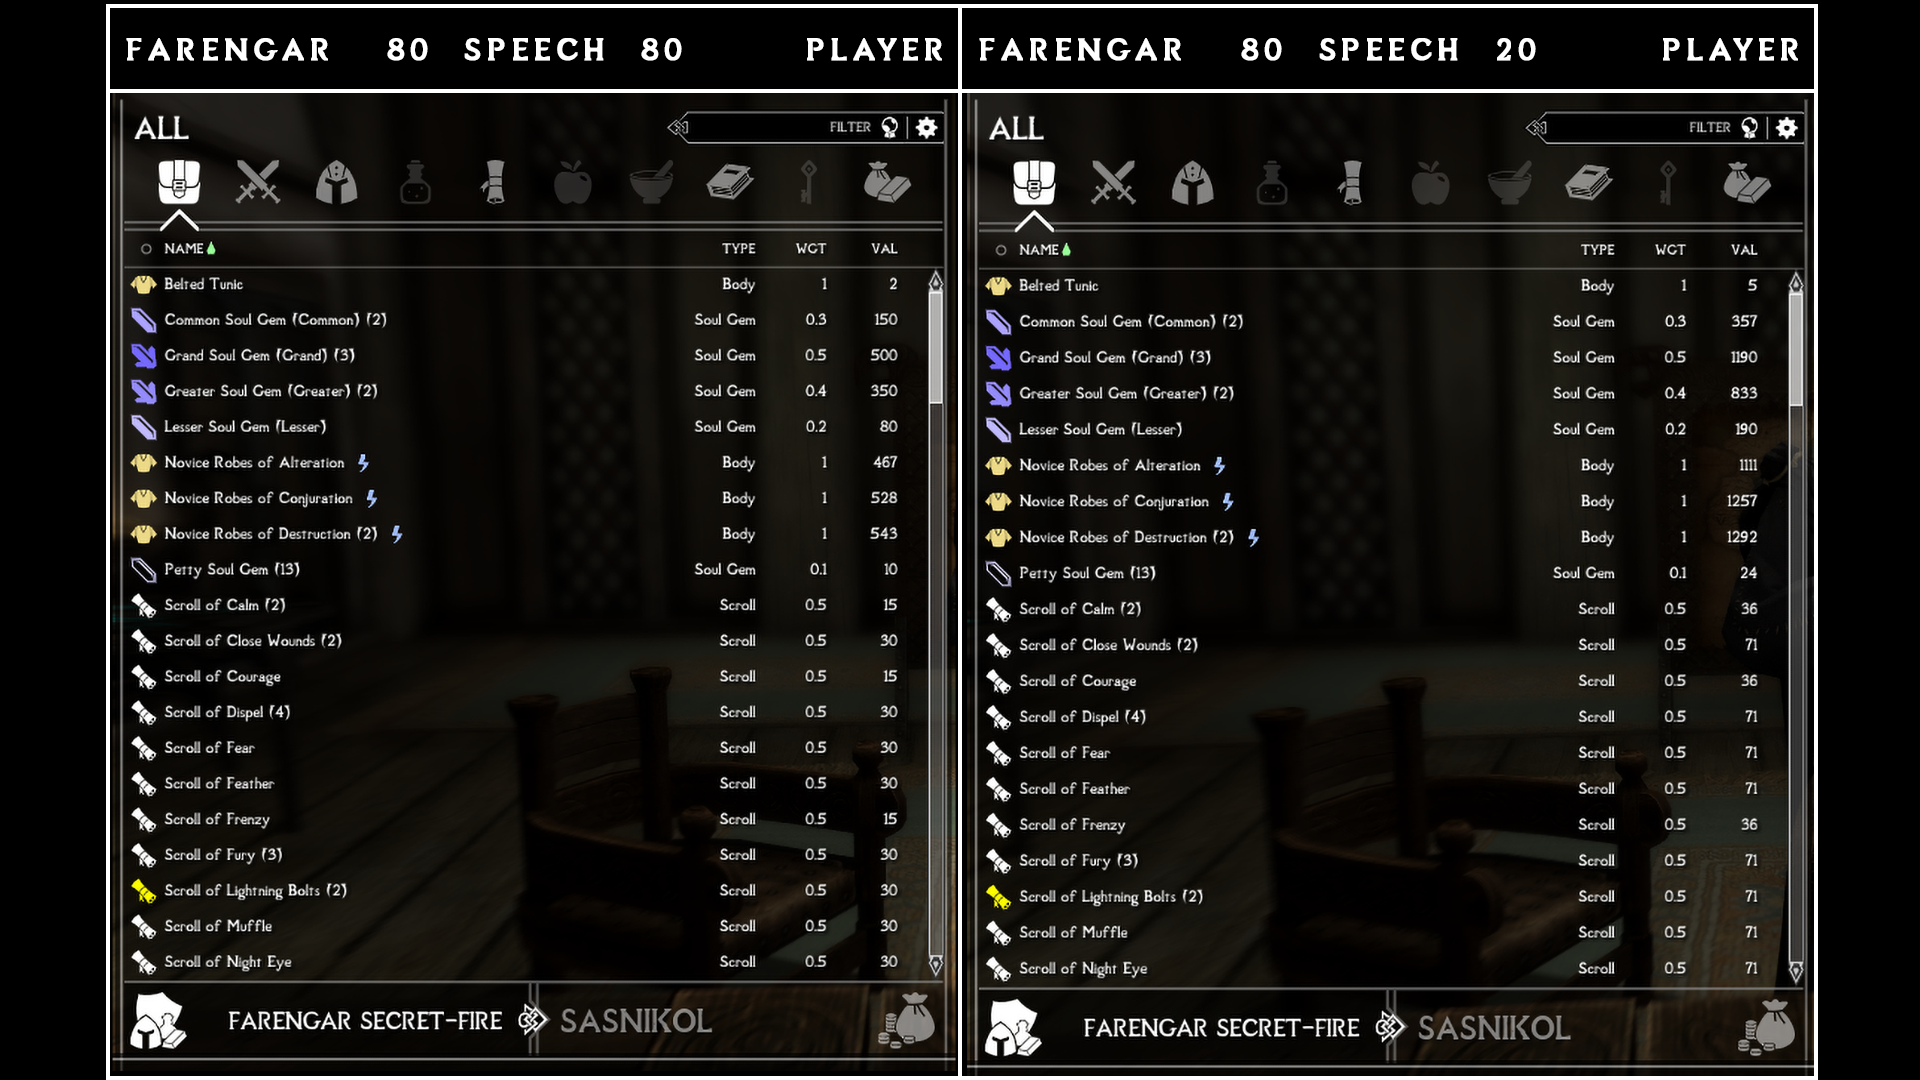 FARENGAR 80 SPEECH 80 PLAYER
ALL
FILTER
NAME TYPE WGT VAL
Belted Tunic Body 1 2
Common Soul Gem (Common) (2) Soul Gem 0.3 150
Grand Soul Gem (Grand) (3) Soul Gem 0.5 500
Greater Soul Gem (Greater) (2) Soul Gem 0.4 350
Lesser Soul Gem (Lesser) Soul Gem 0.2 80
Novice Robes of Alteration Body 1 467
Novice Robes of Conjuration Body 1 528
Novice Robes of Destruction (2) Body 1 543
Petty Soul Gem (13) Soul Gem 0.1 10
Scroll of Calm (2) Scroll 0.5 15
Scroll of Close Wounds (2) Scroll 0.5 30
Scroll of Courage Scroll 0.5 15
Scroll of Dispel (4) Scroll 0.5 30
Scroll of Fear Scroll 0.5 30
Scroll of Feather Scroll 0.5 30
Scroll of Frenzy Scroll 0.5 15
Scroll of Fury (3) Scroll 0.5 30
Scroll of Lightning Bolts (2) Scroll 0.5 30
Scroll of Muffle Scroll 0.5 30
Scroll of Night Eye Scroll 0.5 30
FARENGAR SECRET-FIRE SASNIKOL
FARENGAR 80 SPEECH 20 PLAYER
ALL
FILTER
NAME TYPE WGT VAL
Belted Tunic Body 1 5
Common Soul Gem (Common) (2) Soul Gem 0.3 357
Grand Soul Gem (Grand) (3) Soul Gem 0.5 1190
Greater Soul Gem (Greater) (2) Soul Gem 0.4 833
Lesser Soul Gem (Lesser) Soul Gem 0.2 190
Novice Robes of Alteration Body 1 1111
Novice Robes of Conjuration Body 1 1257
Novice Robes of Destruction (2) Body 1 1292
Petty Soul Gem (13) Soul Gem 0.1 24
Scroll of Calm (2) Scroll 0.5 36
Scroll of Close Wounds (2) Scroll 0.5 71
Scroll of Courage Scroll 0.5 36
Scroll of Dispel (4) Scroll 0.5 71
Scroll of Fear Scroll 0.5 71
Scroll of Feather Scroll 0.5 71
Scroll of Frenzy Scroll 0.5 36
Scroll of Fury (3) Scroll 0.5 71
Scroll of Lightning Bolts (2) Scroll 0.5 71
Scroll of Muffle Scroll 0.5 71
Scroll of Night Eye Scroll 0.5 71
FARENGAR SECRET-FIRE SASNIKOL